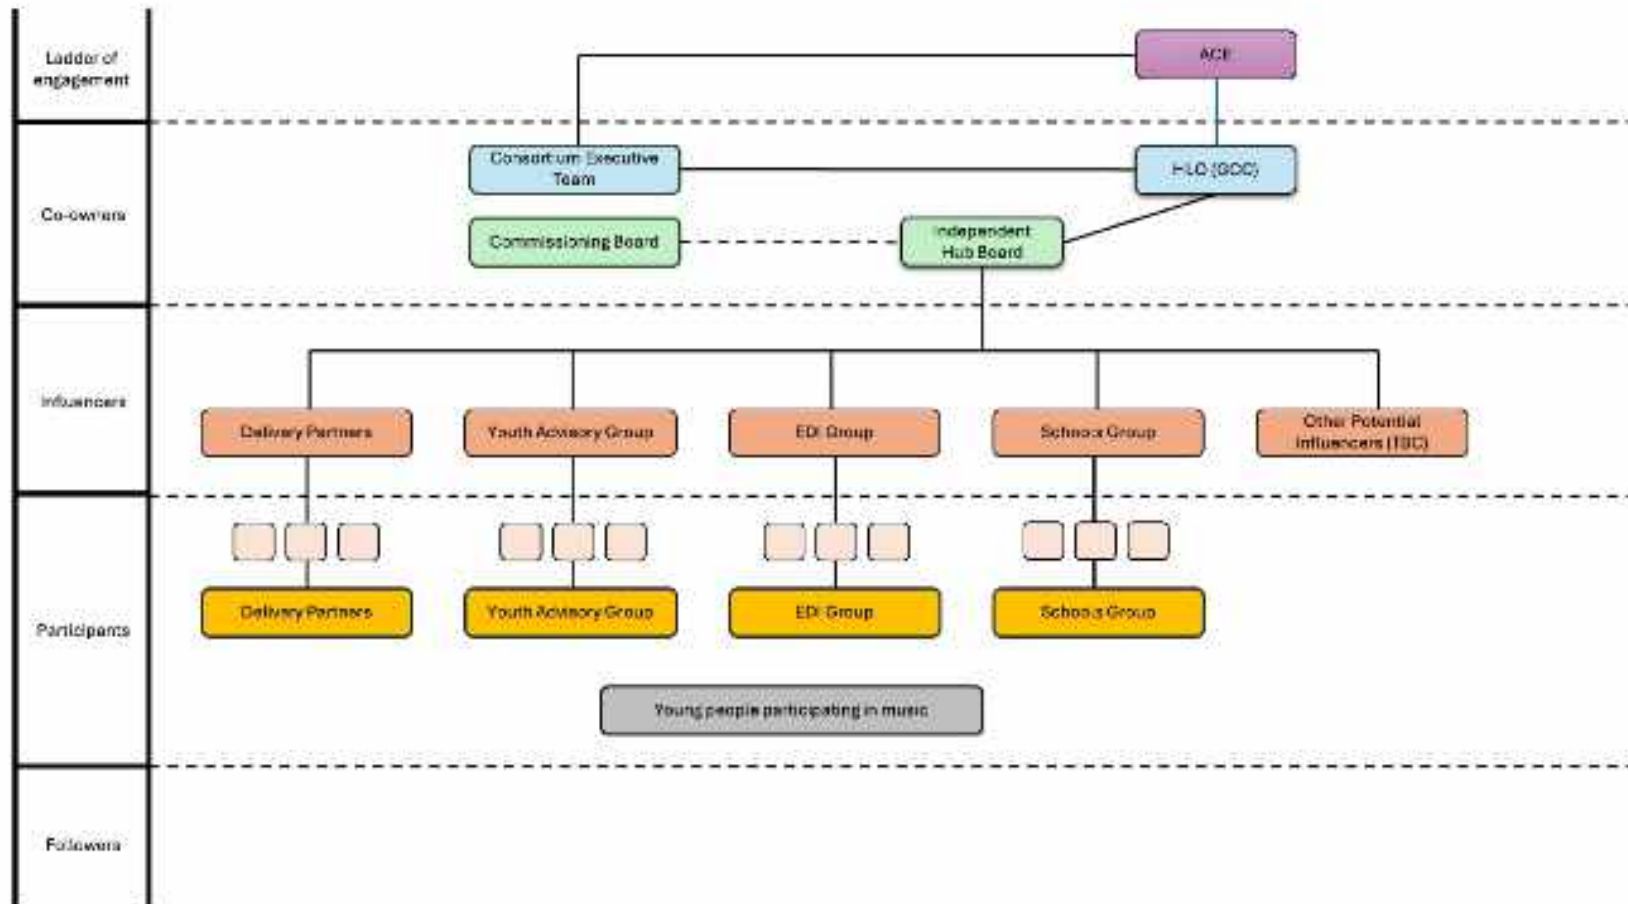 Ladder of
engagement
ACE
Co-owners
Consortium Executive
Team
HLO (GCC)
Commissioning Board
Independent
Hub Board
Influencers
Delivery Partners
Youth Advisory Group
EDI Group
Schools Group
Other Potential
Influencers (TBC)
Participants
Delivery Partners
Youth Advisory Group
EDI Group
Schools Group
Young people participating in music
Followers